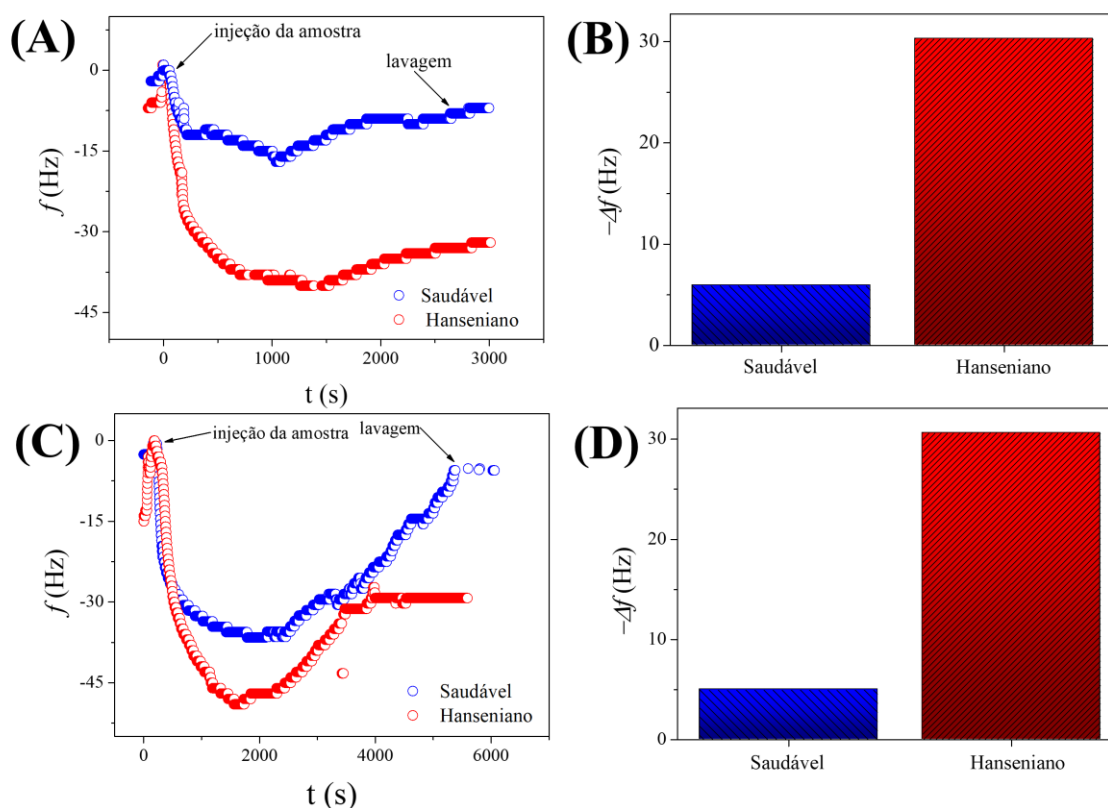 (A)
injeção da amostra
lavagem
0
-15
-30
-45
f (Hz)
Saudável
Hanseniano
0
1000
2000
3000
t (s)
(B)
30
20
10
0
−Δf (Hz)
Saudável
Hanseniano
(C)
injeção da amostra
lavagem
0
-15
-30
-45
f (Hz)
Saudável
Hanseniano
0
2000
4000
6000
t (s)
(D)
30
20
10
0
−Δf (Hz)
Saudável
Hanseniano